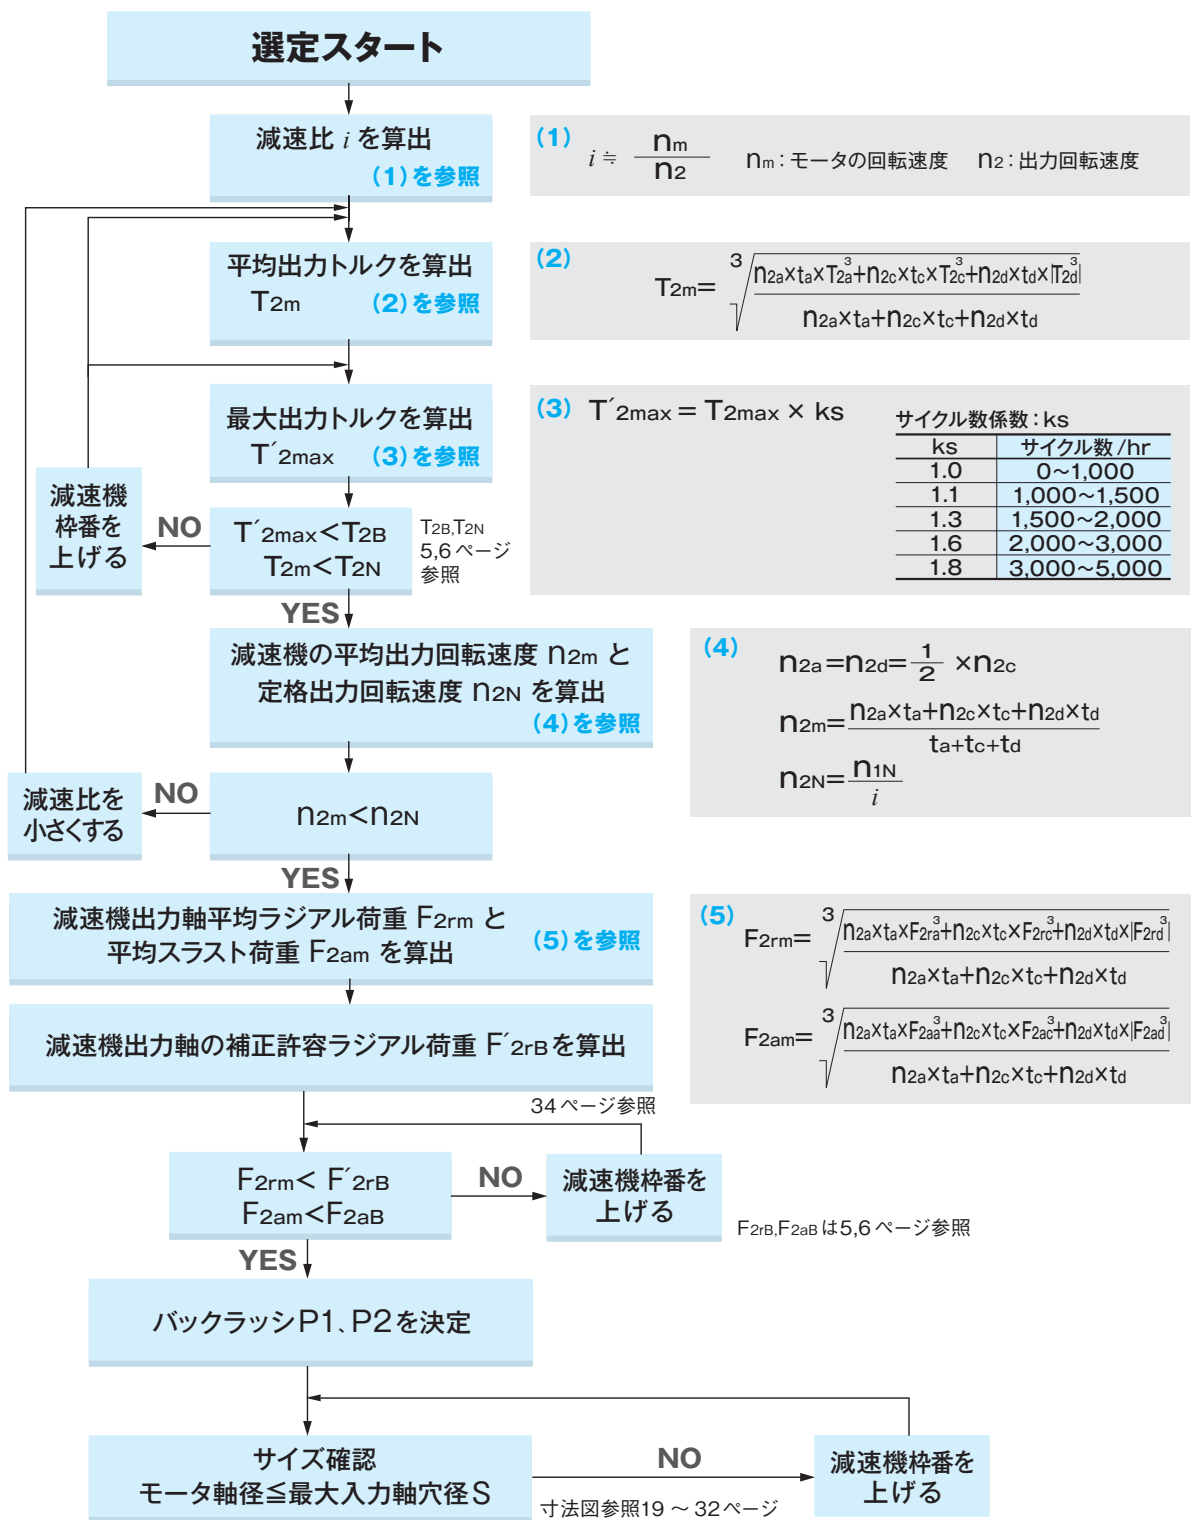 選定スタート
減速比 i を算出
(1)を参照
(1) i ≒ nm / n2 nm：モータの回転速度 n2：出力回転速度
平均出力トルクを算出
T2m (2)を参照
(2) T2m = ∛((n2a×ta×T2a³+n2c×tc×T2c³+n2d×td×|T2d³|) / (n2a×ta+n2c×tc+n2d×td))
最大出力トルクを算出
T´2max (3)を参照
(3) T´2max = T2max × ks
サイクル数係数：ks
ks サイクル数/hr
1.0 0～1,000
1.1 1,000～1,500
1.3 1,500～2,000
1.6 2,000～3,000
1.8 3,000～5,000
減速機
枠番を
上げる
NO
T´2max＜T2B
T2m＜T2N
T2B,T2N
5,6ページ
参照
YES
減速機の平均出力回転速度 n2m と
定格出力回転速度 n2N を算出
(4)を参照
(4) n2a=n2d= 1/2 ×n2c
n2m= (n2a×ta+n2c×tc+n2d×td) / (ta+tc+td)
n2N= n1N / i
減速比を
小さくする
NO
n2m＜n2N
YES
減速機出力軸平均ラジアル荷重 F2rm と
平均スラスト荷重 F2am を算出
(5)を参照
(5) F2rm= ∛((n2a×ta×F2ra³+n2c×tc×F2rc³+n2d×td×|F2rd³|) / (n2a×ta+n2c×tc+n2d×td))
F2am= ∛((n2a×ta×F2aa³+n2c×tc×F2ac³+n2d×td×|F2ad³|) / (n2a×ta+n2c×tc+n2d×td))
減速機出力軸の補正許容ラジアル荷重 F´2rBを算出
34ページ参照
F2rm＜ F´2rB
F2am＜F2aB
NO
減速機枠番を
上げる
F2rB,F2aBは5,6ページ参照
YES
バックラッシP1、P2を決定
サイズ確認
モータ軸径≦最大入力軸穴径S
NO
寸法図参照19 ～ 32ページ
減速機枠番を
上げる